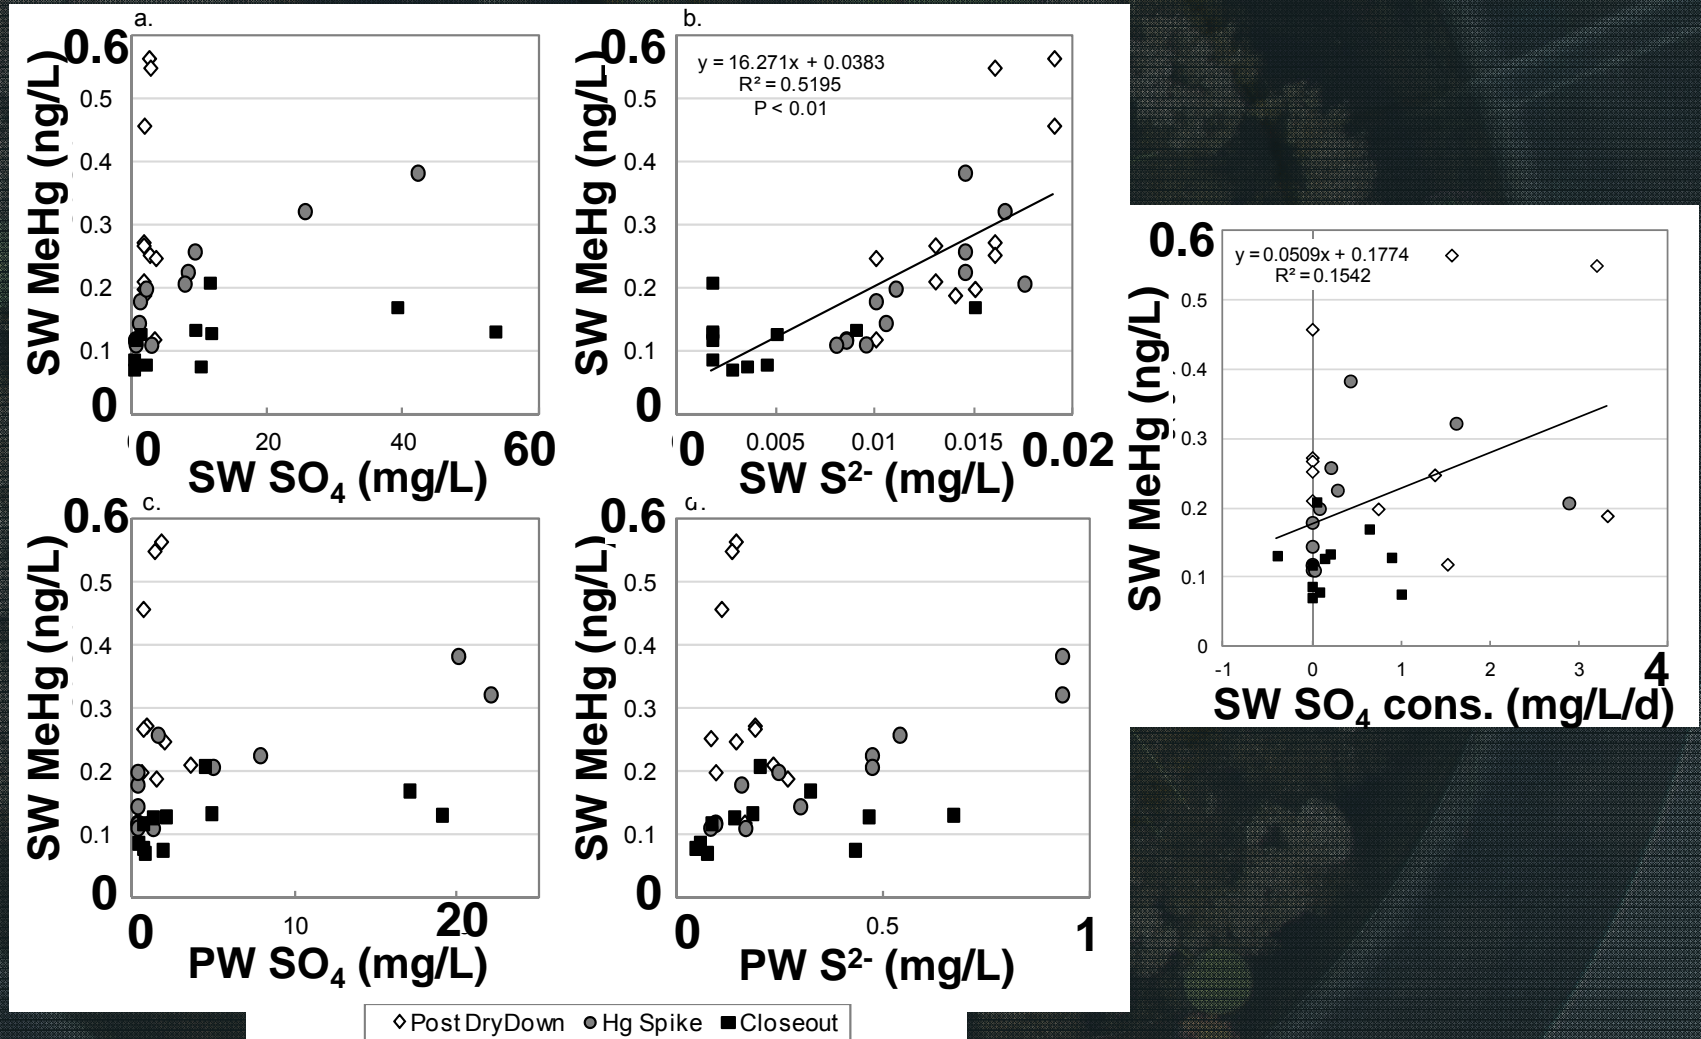 a.
0.6
0.5
0.4
0.3
0.2
0.1
0
SW MeHg (ng/L)
0 20 40 60
SW SO4 (mg/L)
b.
0.6
0.5
0.4
0.3
0.2
0.1
0
SW MeHg (ng/L)
y = 16.271x + 0.0383
R² = 0.5195
P < 0.01
0 0.005 0.01 0.015 0.02
SW S2- (mg/L)
c.
0.6
0.5
0.4
0.3
0.2
0.1
0
SW MeHg (ng/L)
0 10 20
PW SO4 (mg/L)
d.
0.6
0.5
0.4
0.3
0.2
0.1
0
SW MeHg (ng/L)
0 0.5 1
PW S2- (mg/L)
0.6
0.5
0.4
0.3
0.2
0.1
0
SW MeHg (ng/L)
y = 0.0509x + 0.1774
R² = 0.1542
-1 0 1 2 3 4
SW SO4 cons. (mg/L/d)
Post DryDown Hg Spike Closeout